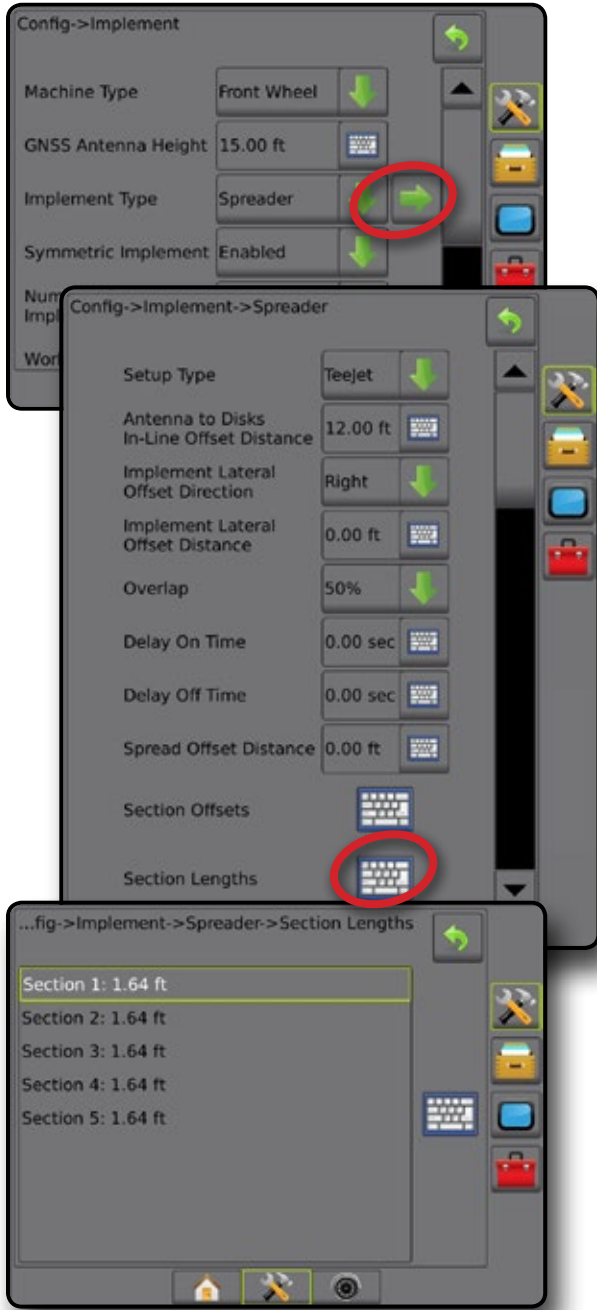 Config->Implement
Machine Type Front Wheel
GNSS Antenna Height 15.00 ft
Implement Type Spreader
Symmetric Implement Enabled
Config->Implement->Spreader
Setup Type TeeJet
Antenna to Disks
In-Line Offset Distance 12.00 ft
Implement Lateral
Offset Direction Right
Implement Lateral
Offset Distance 0.00 ft
Overlap 50%
Delay On Time 0.00 sec
Delay Off Time 0.00 sec
Spread Offset Distance 0.00 ft
Section Offsets
Section Lengths
...fig->Implement->Spreader->Section Lengths
Section 1: 1.64 ft
Section 2: 1.64 ft
Section 3: 1.64 ft
Section 4: 1.64 ft
Section 5: 1.64 ft